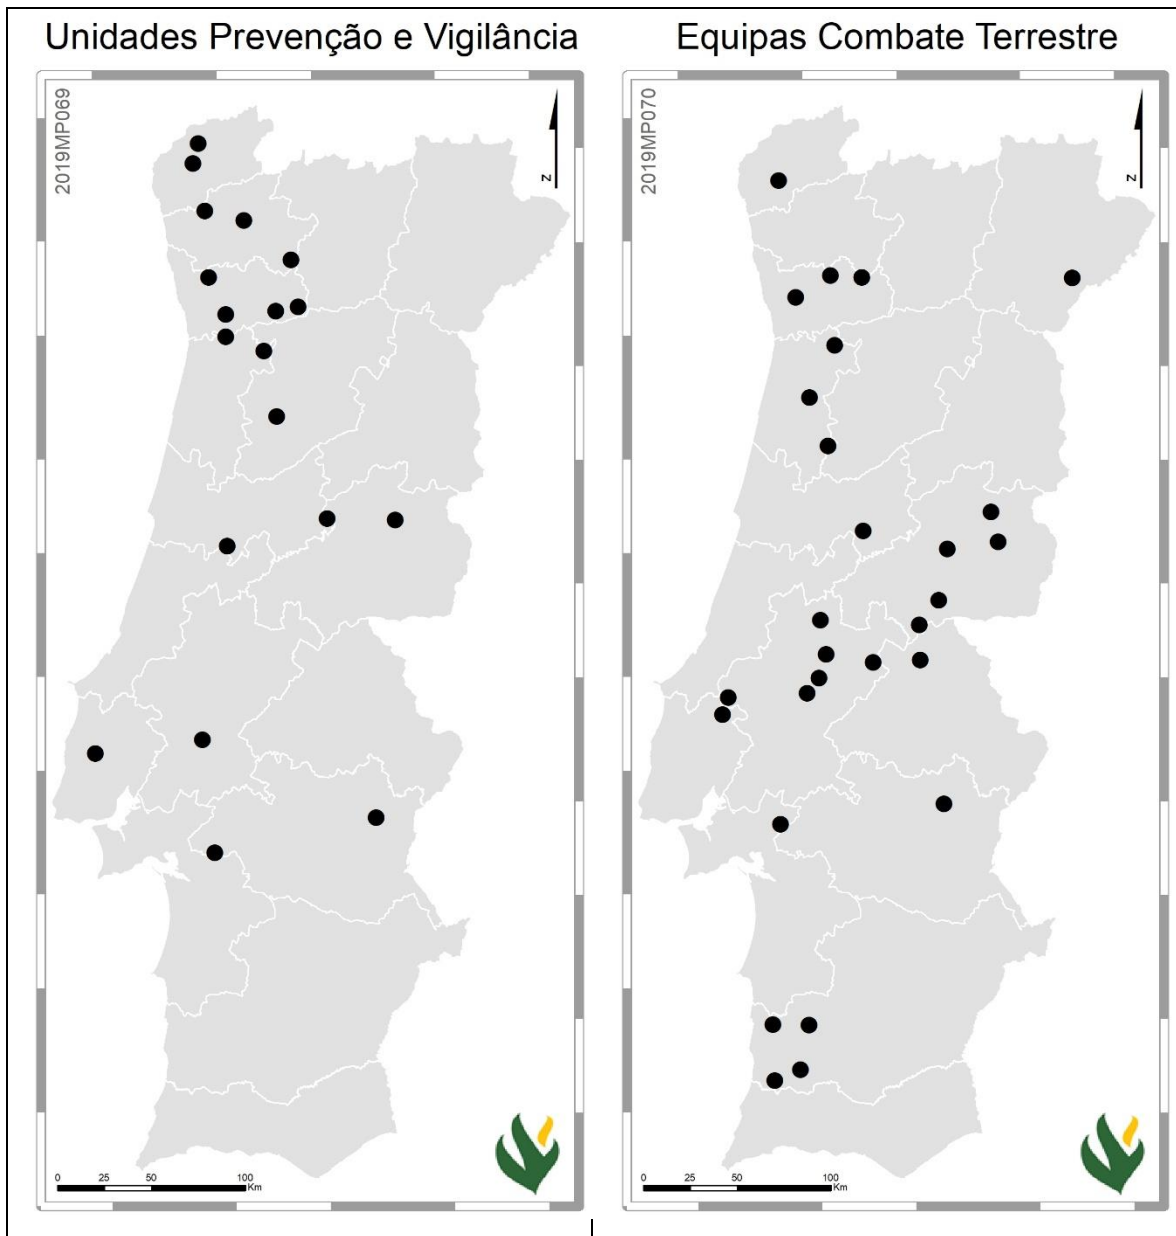 Unidades Prevenção e Vigilância
2019MP069
N
0 25 50 100
Km
Equipas Combate Terrestre
2019MP070
N
0 25 50 100
Km